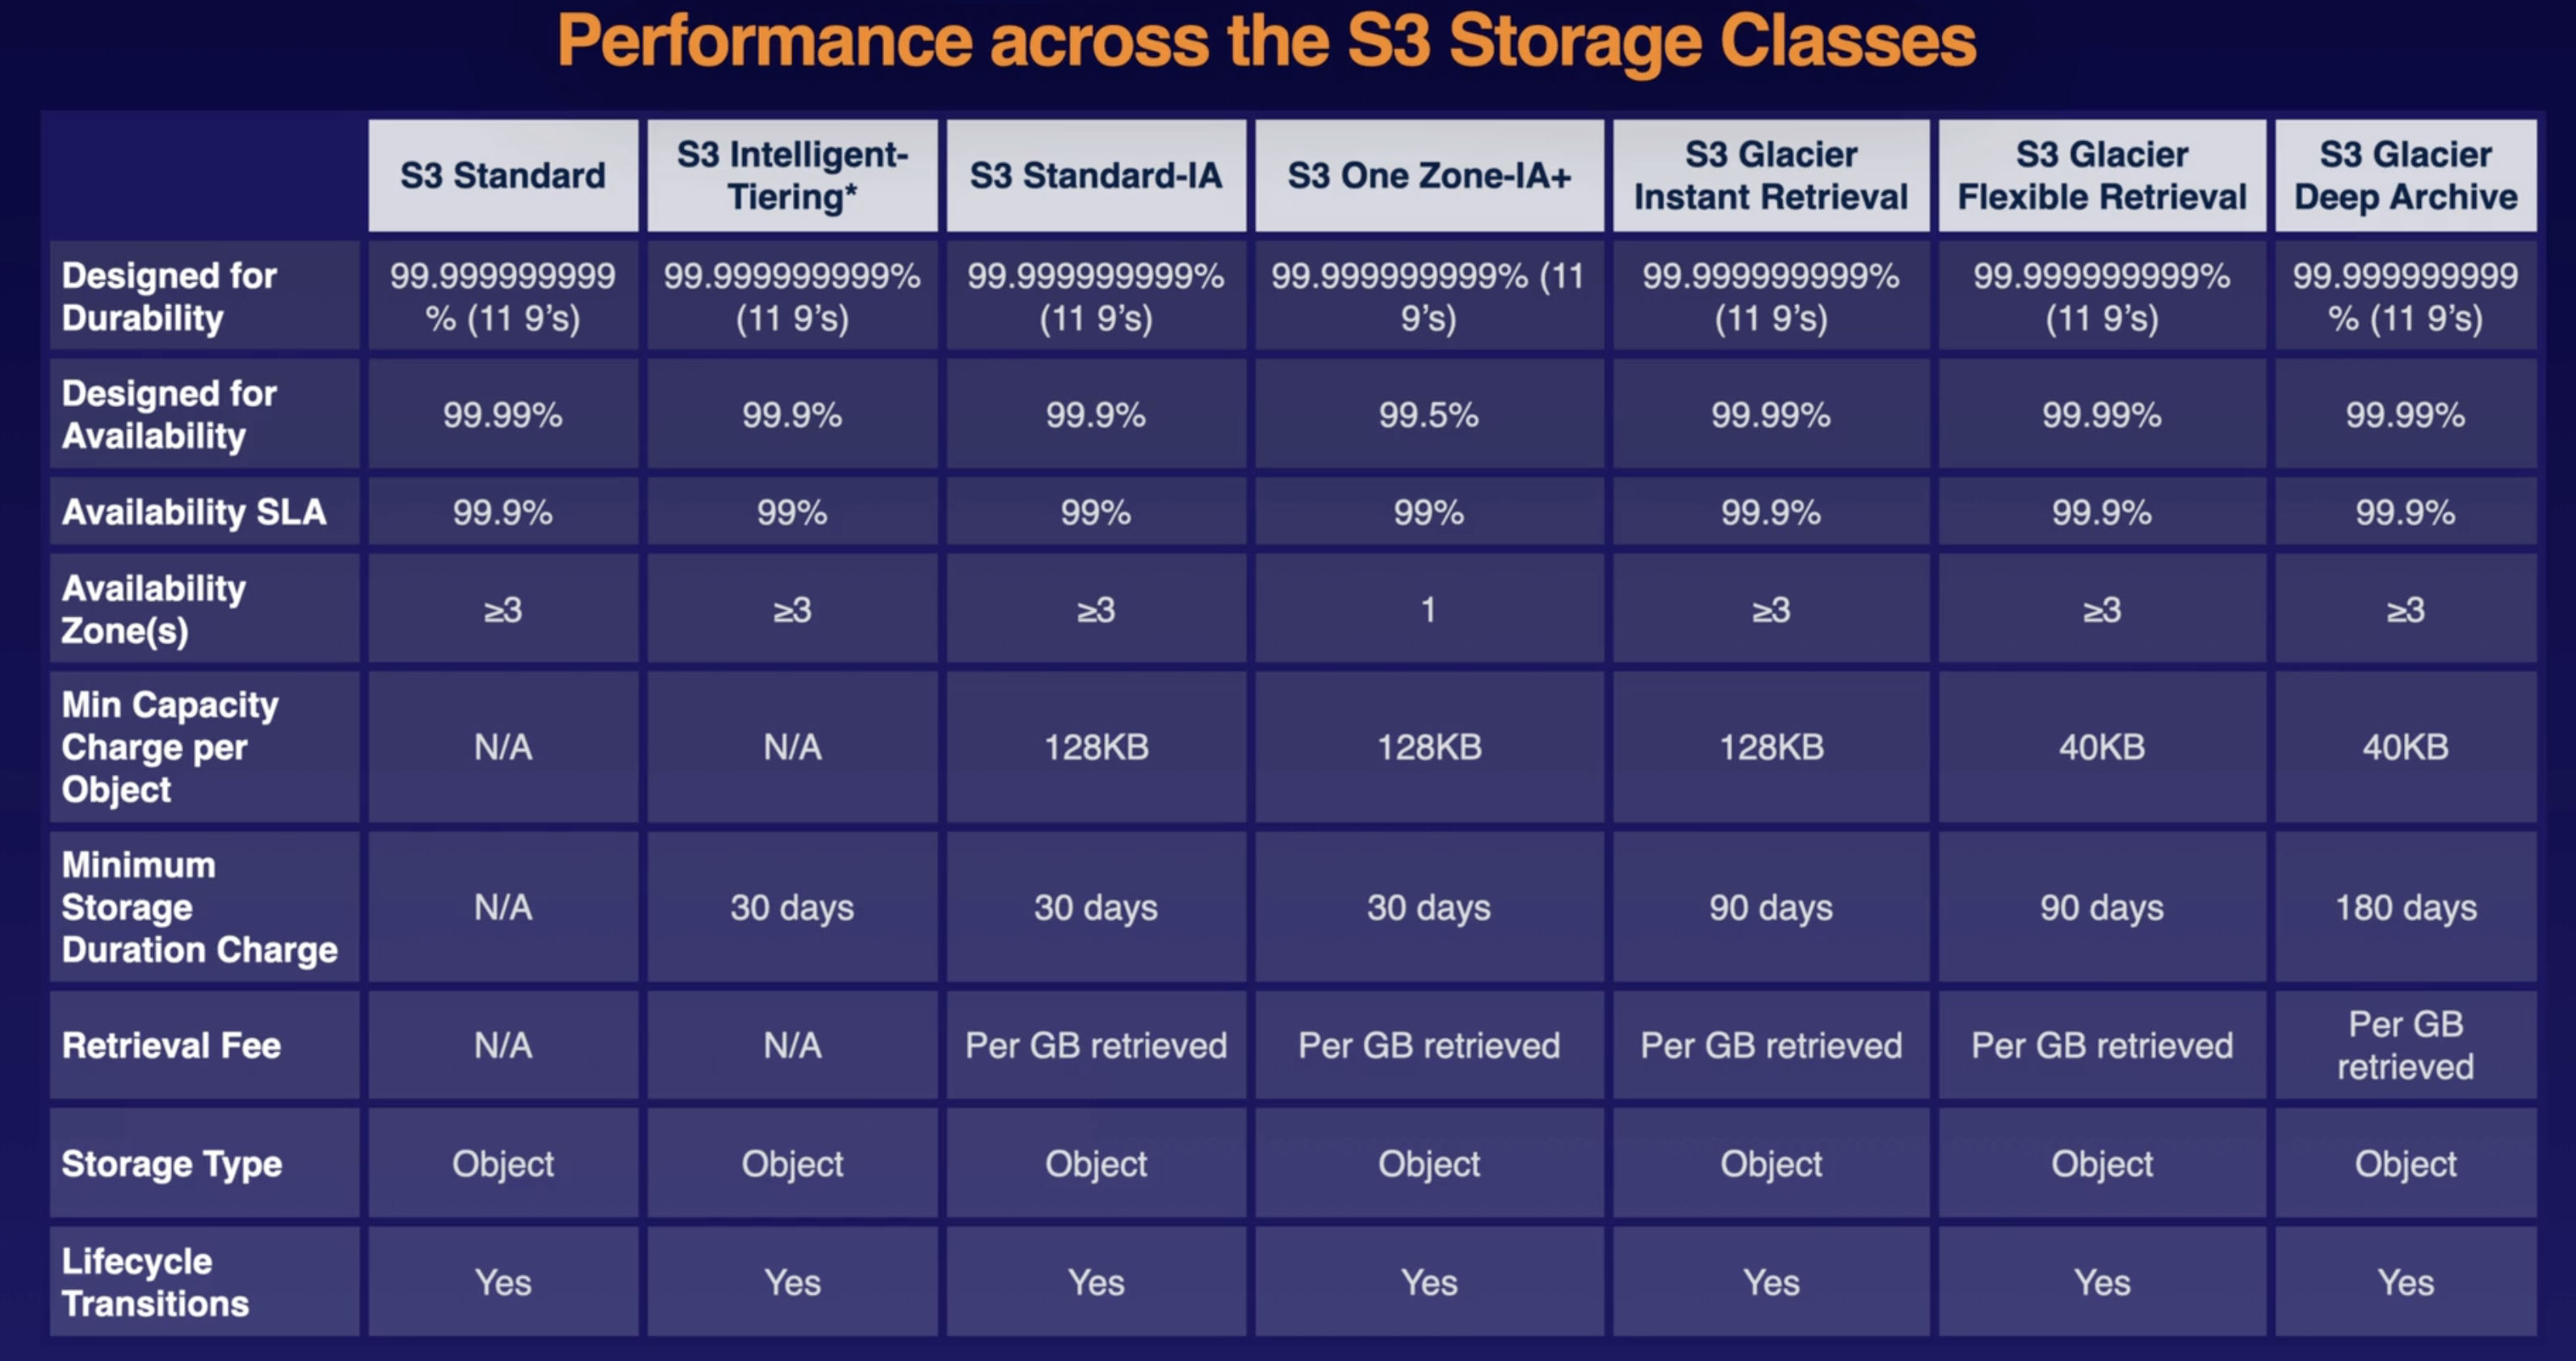 Performance across the S3 Storage Classes
S3 Standard
S3 Intelligent-
Tiering*
S3 Standard-IA
S3 One Zone-IA+
S3 Glacier
Instant Retrieval
S3 Glacier
Flexible Retrieval
S3 Glacier
Deep Archive
Designed for
Durability
99.999999999
% (11 9’s)
99.999999999%
(11 9’s)
99.999999999%
(11 9’s)
99.999999999% (11
9’s)
99.999999999%
(11 9’s)
99.999999999%
(11 9’s)
99.999999999
% (11 9’s)
Designed for
Availability
99.99%
99.9%
99.9%
99.5%
99.99%
99.99%
99.99%
Availability SLA
99.9%
99%
99%
99%
99.9%
99.9%
99.9%
Availability
Zone(s)
≥3
≥3
≥3
1
≥3
≥3
≥3
Min Capacity
Charge per
Object
N/A
N/A
128KB
128KB
128KB
40KB
40KB
Minimum
Storage
Duration Charge
N/A
30 days
30 days
30 days
90 days
90 days
180 days
Retrieval Fee
N/A
N/A
Per GB retrieved
Per GB retrieved
Per GB retrieved
Per GB retrieved
Per GB
retrieved
Storage Type
Object
Object
Object
Object
Object
Object
Object
Lifecycle
Transitions
Yes
Yes
Yes
Yes
Yes
Yes
Yes